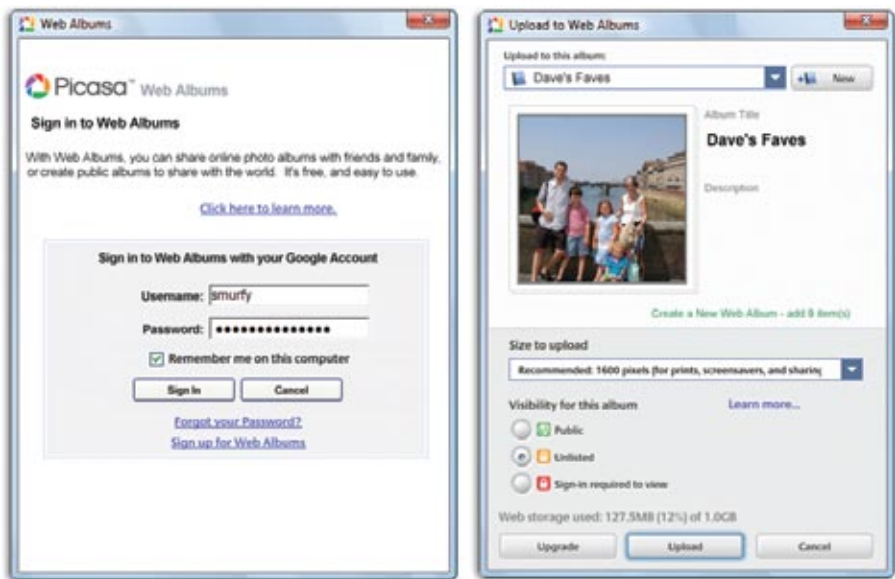 Web Albums
Picasa™ Web Albums
Sign in to Web Albums
With Web Albums, you can share online photo albums with friends and family,
or create public albums to share with the world. It's free, and easy to use.
Click here to learn more.
Sign in to Web Albums with your Google Account
Username: smurfy
Password: ••••••••••••••
Remember me on this computer
Sign In Cancel
Forgot your Password?
Sign up for Web Albums
Upload to Web Albums
Upload to this album:
Dave's Faves New
Album Title
Dave's Faves
Description
Create a New Web Album - add 9 item(s)
Size to upload
Recommended: 1600 pixels (for prints, screensavers, and sharing
Visibility for this album Learn more...
Public
Unlisted
Sign-in required to view
Web storage used: 127.5MB (12%) of 1.0GB
Upgrade Upload Cancel